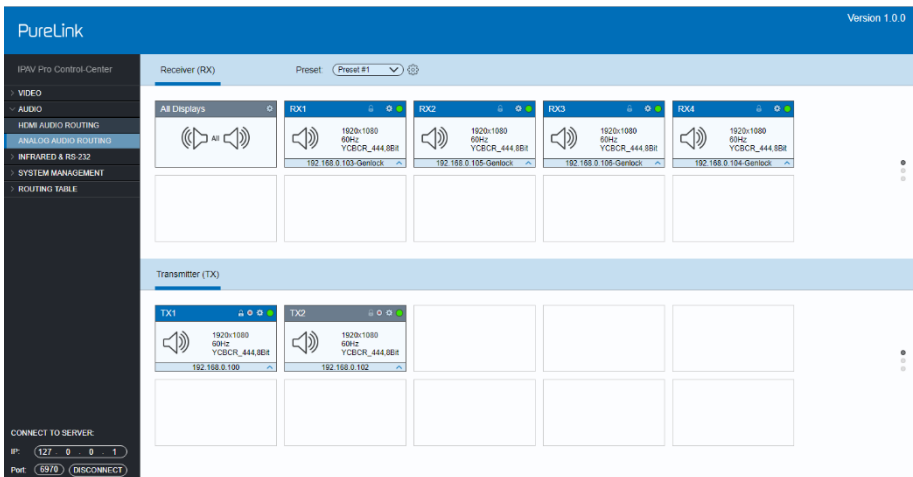 Version 1.0.0
PureLink
IPAV Pro Control-Center
Receiver (RX)
Preset: Preset #1
> VIDEO
AUDIO
HDMI AUDIO ROUTING
ANALOG AUDIO ROUTING
> INFRARED & RS-232
> SYSTEM MANAGEMENT
> ROUTING TABLE
All Displays
All
RX1
1920x1080
60Hz
YCBCR_444,8Bit
192.168.0.103-Genlock
RX2
1920x1080
60Hz
YCBCR_444,8Bit
192.168.0.105-Genlock
RX3
1920x1080
60Hz
YCBCR_444,8Bit
192.168.0.106-Genlock
RX4
1920x1080
60Hz
YCBCR_444,8Bit
192.168.0.104-Genlock
Transmitter (TX)
TX1
1920x1080
60Hz
YCBCR_444,8Bit
192.168.0.100
TX2
1920x1080
60Hz
YCBCR_444,8Bit
192.168.0.102
CONNECT TO SERVER:
IP: 127 . 0 . 0 . 1
Port: 6970 DISCONNECT